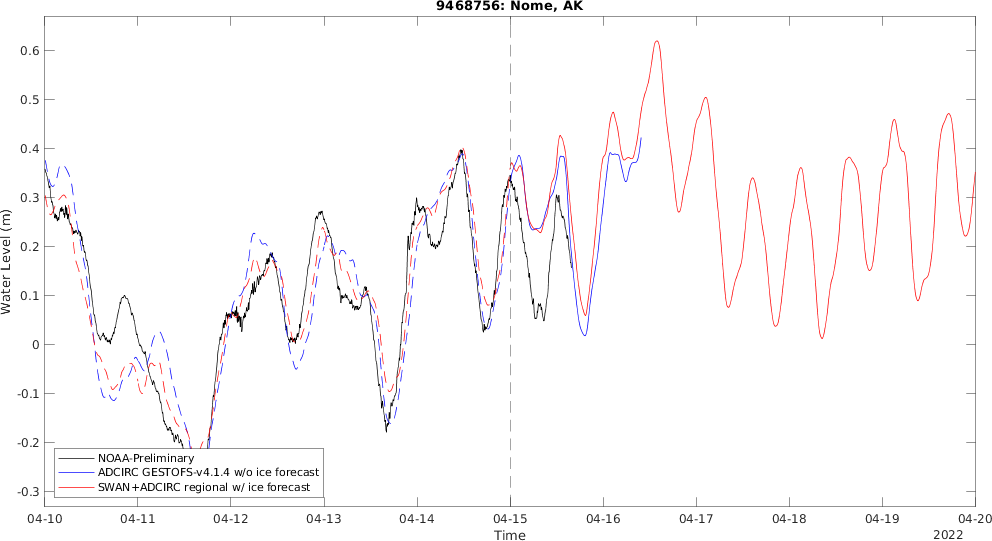 9468756: Nome, AK
Water Level (m)
0.6
0.5
0.4
0.3
0.2
0.1
0
-0.1
-0.2
-0.3
NOAA-Preliminary
ADCIRC GESTOFS-v4.1.4 w/o ice forecast
SWAN+ADCIRC regional w/ ice forecast
04-10 04-11 04-12 04-13 04-14 04-15 04-16 04-17 04-18 04-19 04-20
Time
2022